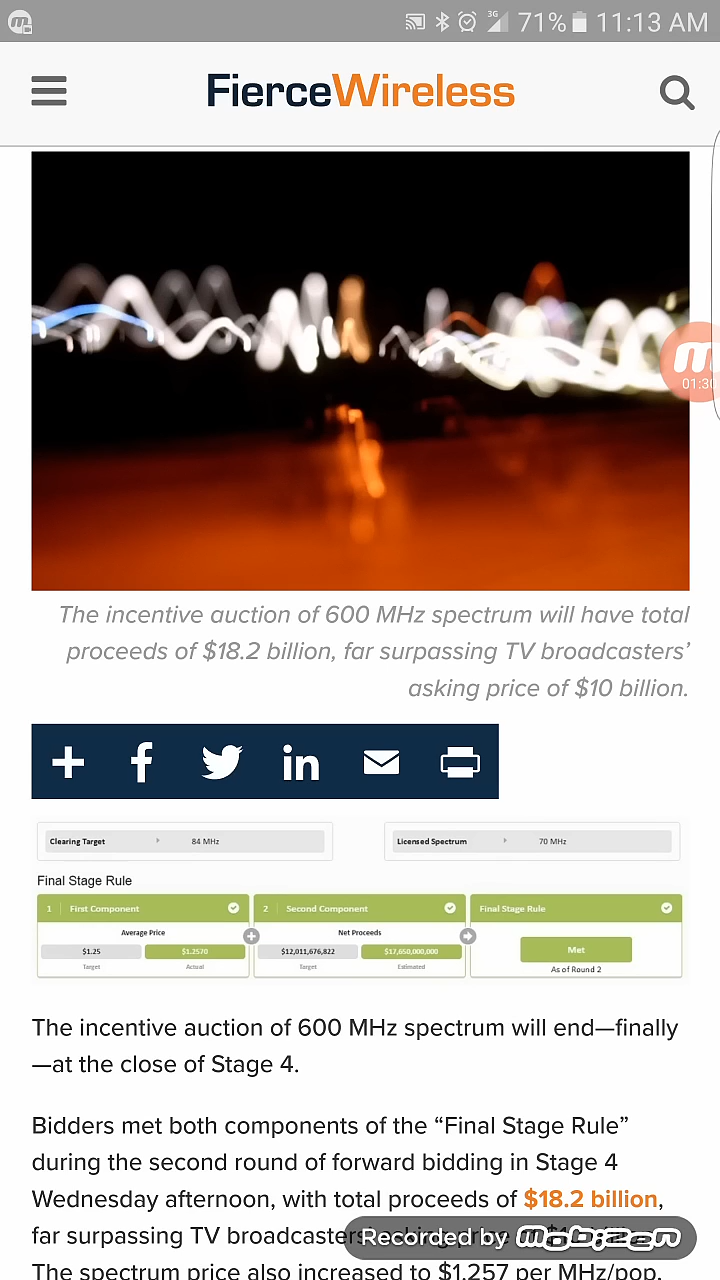 3G 71% 11:13 AM
FierceWireless
01:30
The incentive auction of 600 MHz spectrum will have total
proceeds of $18.2 billion, far surpassing TV broadcasters’
asking price of $10 billion.
Clearing Target 84 MHz
Licensed Spectrum 70 MHz
Final Stage Rule
1 First Component
2 Second Component
Final Stage Rule
Average Price
Net Proceeds
$1.25 $1.2570
$12,011,676,822 $17,650,000,000
Met
Target Actual
Target Estimated
As of Round 2
The incentive auction of 600 MHz spectrum will end—finally
—at the close of Stage 4.
Bidders met both components of the “Final Stage Rule”
during the second round of forward bidding in Stage 4
Wednesday afternoon, with total proceeds of $18.2 billion,
far surpassing TV broadcasters’
Recorded by mobizen
The spectrum price also increased to $1.257 per MHz/pop.